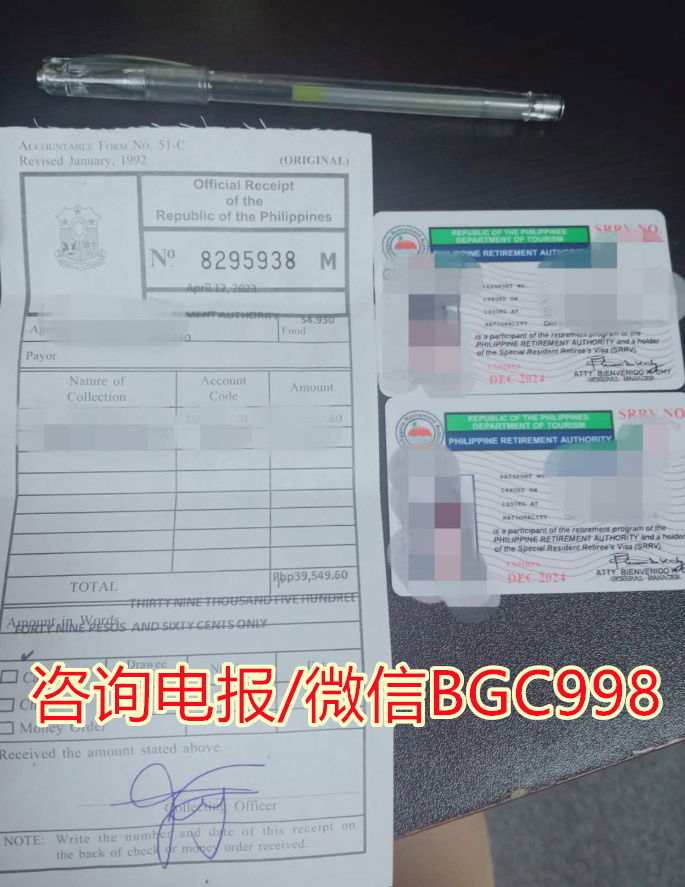 ACCOUNTABLE FORM No. 51-C
Revised January, 1992
(ORIGINAL)
Official Receipt
of the
Republic of the Philippines
Nº 8295938 M
April 12, 2023
MENT AUTHORITY
54.930
Fund
Payor
Nature of
Collection
Account
Code
Amount
TOTAL
Php39,549.60
THIRTY NINE THOUSAND FIVE HUNDREE
Amount in Words
FORTY NINE PESOS AND SIXTY CENTS ONLY
Drawee
Money Order
Received the amount stated above.
Collecting Officer
NOTE: Write the number and date of this receipt on
the back of check or money order received.
REPUBLIC OF THE PHILIPPINES
DEPARTMENT OF TOURISM
PHILIPPINE RETIREMENT AUTHORITY
SRRV NO.
PASSPORT NO.
ISSUED ON
ISSUED AT
NATIONALITY
is a participant of the retirement program of the
PHILIPPINE RETIREMENT AUTHORITY and a holder
of the Special Resident Retiree's Visa (SRRV)
EXPIRES
DEC 2024
ATTY BIENVENIDO
GENERAL MANAGER
REPUBLIC OF THE PHILIPPINES
DEPARTMENT OF TOURISM
PHILIPPINE RETIREMENT AUTHORITY
SRRV NO
PASSPORT NO
ISSUED ON
ISSUED AT
NATIONALITY
is a participant of the retirement program of the
PHILIPPINE RETIREMENT AUTHORITY and a holder
of the Special Resident Retiree's Visa (SRRV)
EXPIRES
DEC 2024
ATTY BIENVENIDO
GENERAL MANAGER
咨询电报/微信BGC998